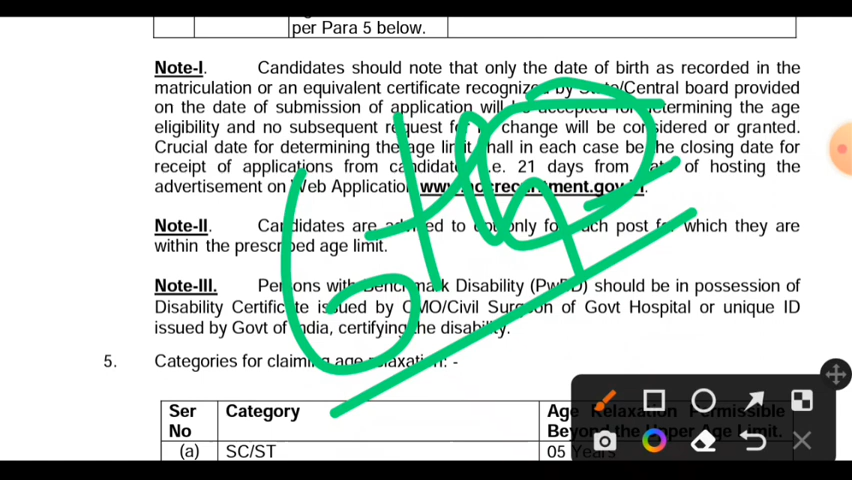 per Para 5 below.
Note-I. Candidates should note that only the date of birth as recorded in the
matriculation or an equivalent certificate recognized by State/Central board provided
on the date of submission of application will be accepted for determining the age
eligibility and no subsequent request for its change will be considered or granted.
Crucial date for determining the age limit shall in each case be the closing date for
receipt of applications from candidates i.e. 21 days from date of hosting the
advertisement on Web Application
Note-II. Candidates are advised to opt only for each post for which they are
within the prescribed age limit.
Note-III. Persons with Benchmark Disability (PwBD) should be in possession of
Disability Certificate issued by CMO/Civil Surgeon of Govt Hospital or unique ID
issued by Govt of India, certifying the disability.
5. Categories for claiming age relaxation: -
Ser No Category Age Relaxation Permissible Beyond the Upper Age Limit.
(a) SC/ST 05 Years